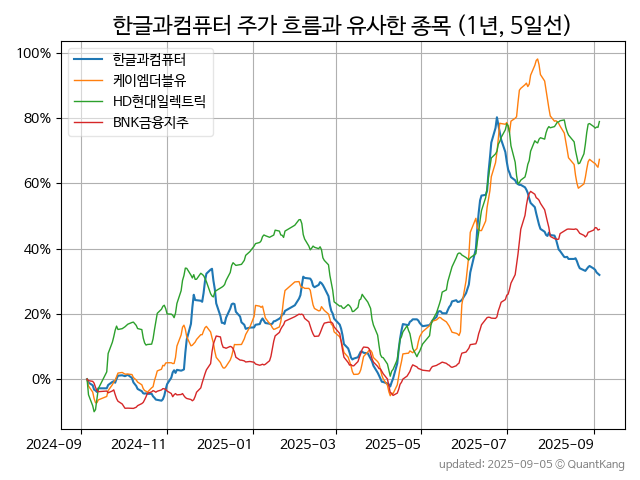 한글과컴퓨터 주가 흐름과 유사한 종목 (1년, 5일선)
한글과컴퓨터
케이엠더블유
HD현대일렉트릭
BNK금융지주
100%
80%
60%
40%
20%
0%
2024-09
2024-11
2025-01
2025-03
2025-05
2025-07
2025-09
updated: 2025-09-05 © QuantKang